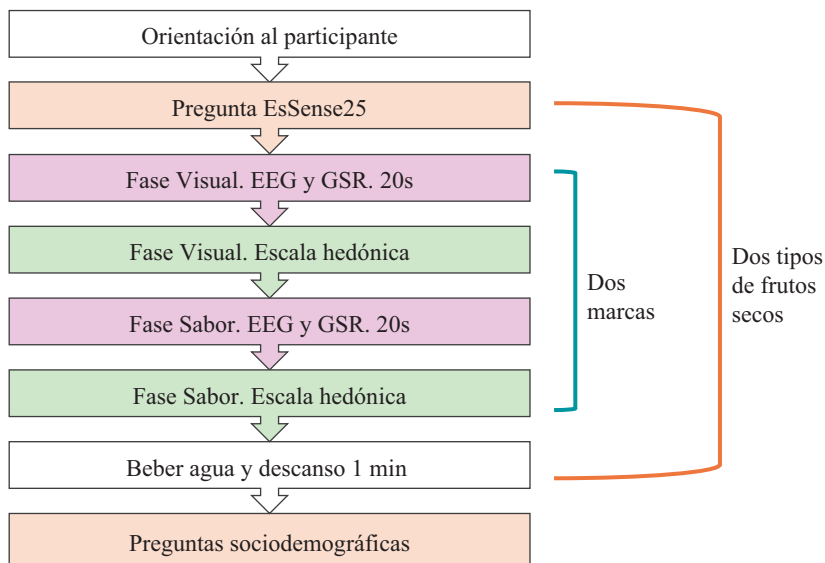 Orientación al participante
Pregunta EsSense25
Fase Visual. EEG y GSR. 20s
Fase Visual. Escala hedónica
Fase Sabor. EEG y GSR. 20s
Fase Sabor. Escala hedónica
Beber agua y descanso 1 min
Preguntas sociodemográficas
Dos
marcas
Dos tipos
de frutos
secos